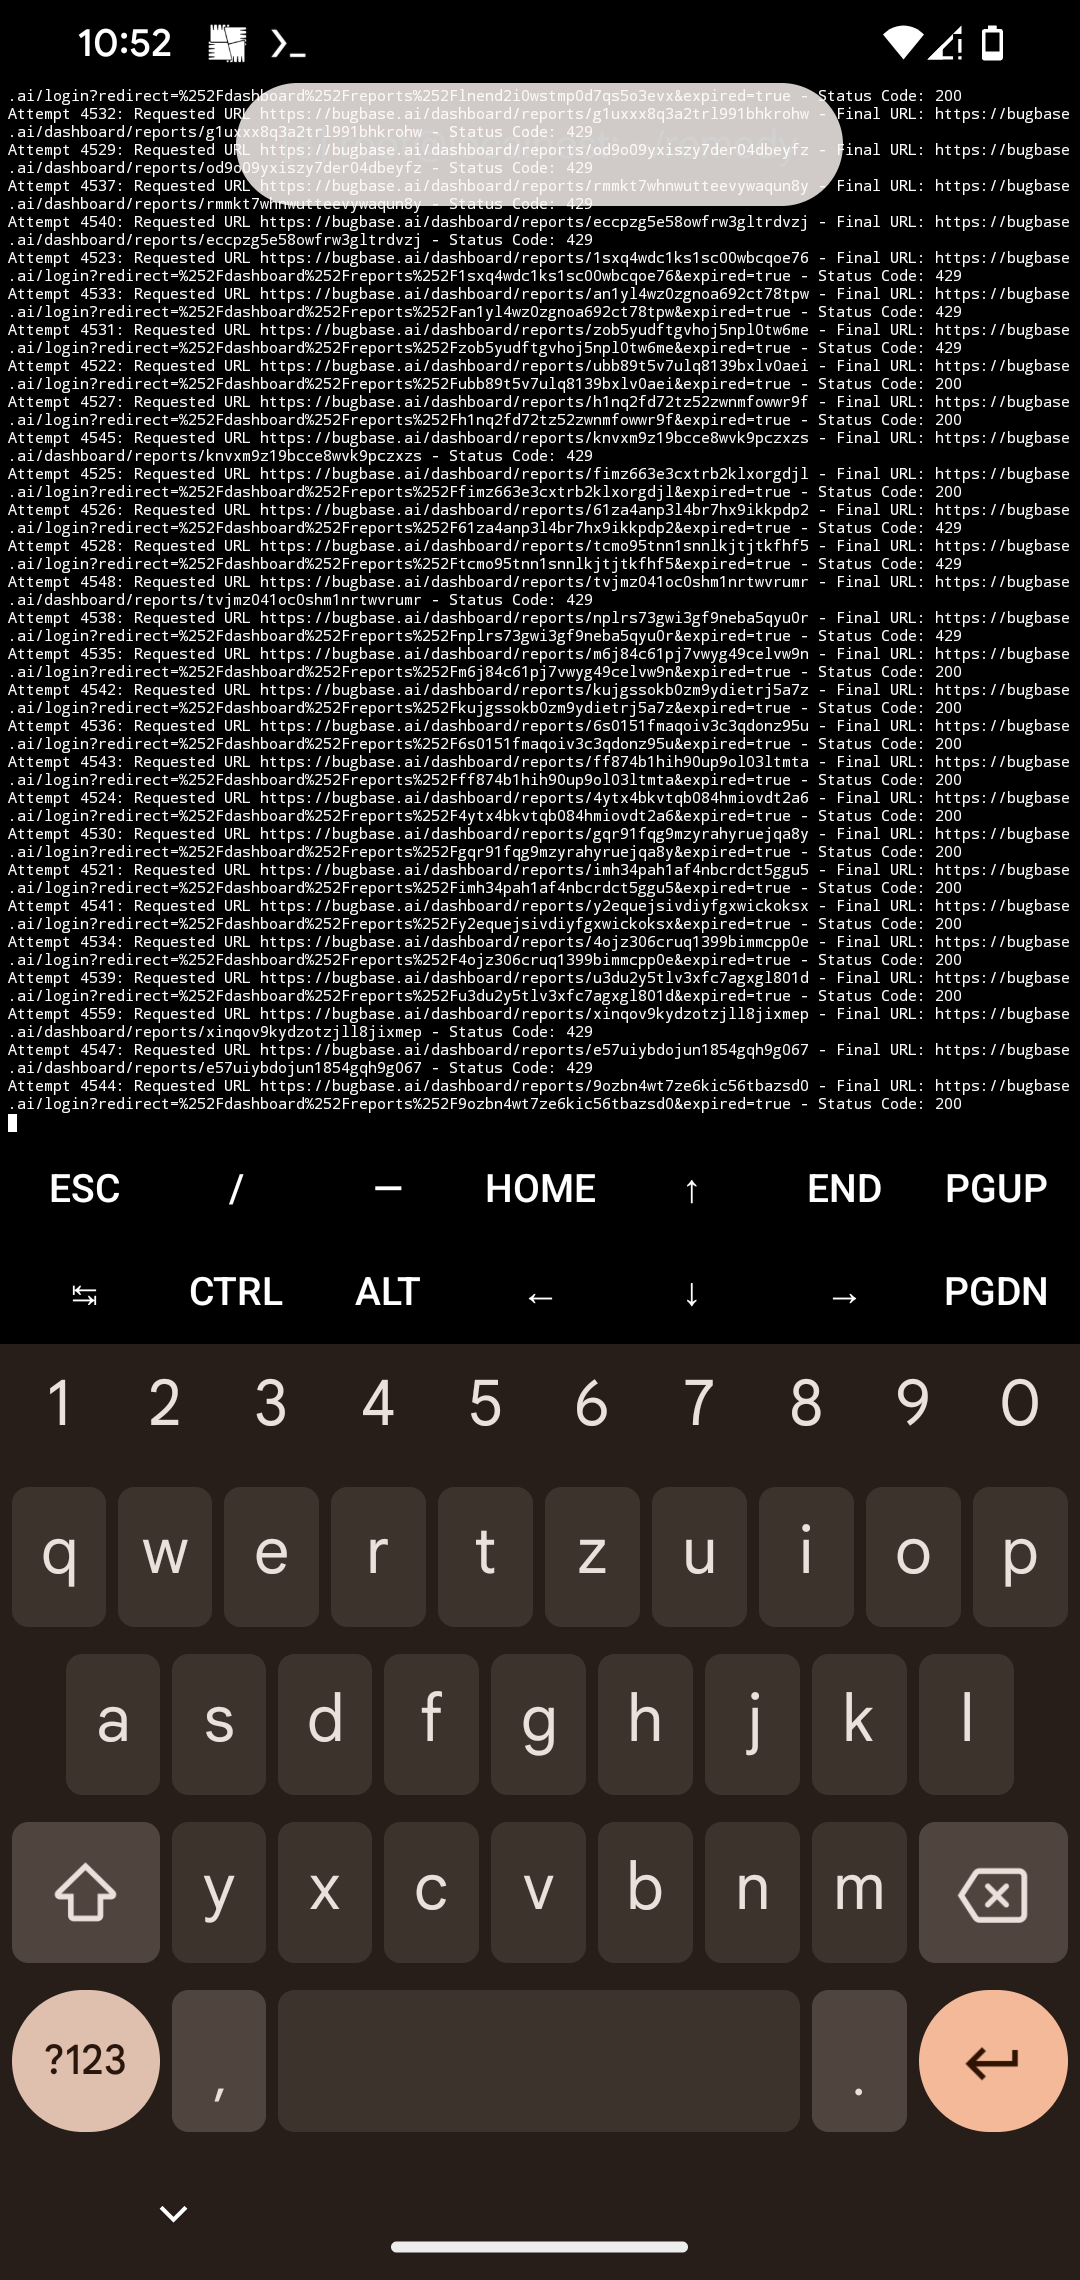 10:52
.ai/login?redirect=%252Fdashboard%252Freports%252Flnend2i0wstmp0d7qs5o3evx&expired=true - Status Code: 200
Attempt 4532: Requested URL https://bugbase.ai/dashboard/reports/g1uxxx8q3a2trl991bhkrohw - Final URL: https://bugbase
.ai/dashboard/reports/g1uxxx8q3a2trl991bhkrohw - Status Code: 429
Attempt 4529: Requested URL https://bugbase.ai/dashboard/reports/od9o09yxiszy7der04dbeyfz - Final URL: https://bugbase
.ai/dashboard/reports/od9o09yxiszy7der04dbeyfz - Status Code: 429
Attempt 4537: Requested URL https://bugbase.ai/dashboard/reports/rmmkt7whnwutteevywaqun8y - Final URL: https://bugbase
.ai/dashboard/reports/rmmkt7whnwutteevywaqun8y - Status Code: 429
Attempt 4540: Requested URL https://bugbase.ai/dashboard/reports/eccpzg5e58owfrw3gltrdvzj - Final URL: https://bugbase
.ai/dashboard/reports/eccpzg5e58owfrw3gltrdvzj - Status Code: 429
Attempt 4523: Requested URL https://bugbase.ai/dashboard/reports/1sxq4wdc1ks1sc00wbcqoe76 - Final URL: https://bugbase
.ai/login?redirect=%252Fdashboard%252Freports%252F1sxq4wdc1ks1sc00wbcqoe76&expired=true - Status Code: 429
Attempt 4533: Requested URL https://bugbase.ai/dashboard/reports/an1yl4wz0zgnoa692ct78tpw - Final URL: https://bugbase
.ai/login?redirect=%252Fdashboard%252Freports%252Fan1yl4wz0zgnoa692ct78tpw&expired=true - Status Code: 429
Attempt 4531: Requested URL https://bugbase.ai/dashboard/reports/zob5yudftgvhoj5npl0tw6me - Final URL: https://bugbase
.ai/login?redirect=%252Fdashboard%252Freports%252Fzob5yudftgvhoj5npl0tw6me&expired=true - Status Code: 429
Attempt 4522: Requested URL https://bugbase.ai/dashboard/reports/ubb89t5v7ulq8139bxlv0aei - Final URL: https://bugbase
.ai/login?redirect=%252Fdashboard%252Freports%252Fubb89t5v7ulq8139bxlv0aei&expired=true - Status Code: 200
Attempt 4527: Requested URL https://bugbase.ai/dashboard/reports/h1nq2fd72tz52zwnmfowwr9f - Final URL: https://bugbase
.ai/login?redirect=%252Fdashboard%252Freports%252Fh1nq2fd72tz52zwnmfowwr9f&expired=true - Status Code: 200
Attempt 4545: Requested URL https://bugbase.ai/dashboard/reports/knvxm9z19bcce8wvk9pczxzs - Final URL: https://bugbase
.ai/dashboard/reports/knvxm9z19bcce8wvk9pczxzs - Status Code: 429
Attempt 4525: Requested URL https://bugbase.ai/dashboard/reports/fimz663e3cxtrb2klxorgdjl - Final URL: https://bugbase
.ai/login?redirect=%252Fdashboard%252Freports%252Ffimz663e3cxtrb2klxorgdjl&expired=true - Status Code: 200
Attempt 4526: Requested URL https://bugbase.ai/dashboard/reports/61za4anp3l4br7hx9ikkpdp2 - Final URL: https://bugbase
.ai/login?redirect=%252Fdashboard%252Freports%252F61za4anp3l4br7hx9ikkpdp2&expired=true - Status Code: 429
Attempt 4528: Requested URL https://bugbase.ai/dashboard/reports/tcmo95tnn1snnlkjtjtkfhf5 - Final URL: https://bugbase
.ai/login?redirect=%252Fdashboard%252Freports%252Ftcmo95tnn1snnlkjtjtkfhf5&expired=true - Status Code: 429
Attempt 4548: Requested URL https://bugbase.ai/dashboard/reports/tvjmz041oc0shm1nrtwvrumr - Final URL: https://bugbase
.ai/dashboard/reports/tvjmz041oc0shm1nrtwvrumr - Status Code: 429
Attempt 4538: Requested URL https://bugbase.ai/dashboard/reports/nplrs73gwi3gf9neba5qyu0r - Final URL: https://bugbase
.ai/login?redirect=%252Fdashboard%252Freports%252Fnplrs73gwi3gf9neba5qyu0r&expired=true - Status Code: 429
Attempt 4535: Requested URL https://bugbase.ai/dashboard/reports/m6j84c61pj7vwyg49celvw9n - Final URL: https://bugbase
.ai/login?redirect=%252Fdashboard%252Freports%252Fm6j84c61pj7vwyg49celvw9n&expired=true - Status Code: 200
Attempt 4542: Requested URL https://bugbase.ai/dashboard/reports/kujgssokb0zm9ydietrj5a7z - Final URL: https://bugbase
.ai/login?redirect=%252Fdashboard%252Freports%252Fkujgssokb0zm9ydietrj5a7z&expired=true - Status Code: 200
Attempt 4536: Requested URL https://bugbase.ai/dashboard/reports/6s0151fmaqoiv3c3qdonz95u - Final URL: https://bugbase
.ai/login?redirect=%252Fdashboard%252Freports%252F6s0151fmaqoiv3c3qdonz95u&expired=true - Status Code: 200
Attempt 4543: Requested URL https://bugbase.ai/dashboard/reports/ff874b1hih90up9ol03ltmta - Final URL: https://bugbase
.ai/login?redirect=%252Fdashboard%252Freports%252Fff874b1hih90up9ol03ltmta&expired=true - Status Code: 200
Attempt 4524: Requested URL https://bugbase.ai/dashboard/reports/4ytx4bkvtqb084hmiovdt2a6 - Final URL: https://bugbase
.ai/login?redirect=%252Fdashboard%252Freports%252F4ytx4bkvtqb084hmiovdt2a6&expired=true - Status Code: 200
Attempt 4530: Requested URL https://bugbase.ai/dashboard/reports/gqr91fqg9mzyrahyruejqa8y - Final URL: https://bugbase
.ai/login?redirect=%252Fdashboard%252Freports%252Fgqr91fqg9mzyrahyruejqa8y&expired=true - Status Code: 200
Attempt 4521: Requested URL https://bugbase.ai/dashboard/reports/imh34pah1af4nbcrdct5ggu5 - Final URL: https://bugbase
.ai/login?redirect=%252Fdashboard%252Freports%252Fimh34pah1af4nbcrdct5ggu5&expired=true - Status Code: 200
Attempt 4541: Requested URL https://bugbase.ai/dashboard/reports/y2equejsivdiyfgxwickoksx - Final URL: https://bugbase
.ai/login?redirect=%252Fdashboard%252Freports%252Fy2equejsivdiyfgxwickoksx&expired=true - Status Code: 200
Attempt 4534: Requested URL https://bugbase.ai/dashboard/reports/4ojz306cruq1399bimmcpp0e - Final URL: https://bugbase
.ai/login?redirect=%252Fdashboard%252Freports%252F4ojz306cruq1399bimmcpp0e&expired=true - Status Code: 200
Attempt 4539: Requested URL https://bugbase.ai/dashboard/reports/u3du2y5tlv3xfc7agxgl801d - Final URL: https://bugbase
.ai/login?redirect=%252Fdashboard%252Freports%252Fu3du2y5tlv3xfc7agxgl801d&expired=true - Status Code: 200
Attempt 4559: Requested URL https://bugbase.ai/dashboard/reports/xinqov9kydzotzjll8jixmep - Final URL: https://bugbase
.ai/dashboard/reports/xinqov9kydzotzjll8jixmep - Status Code: 429
Attempt 4547: Requested URL https://bugbase.ai/dashboard/reports/e57uiybdojun1854gqh9g067 - Final URL: https://bugbase
.ai/dashboard/reports/e57uiybdojun1854gqh9g067 - Status Code: 429
Attempt 4544: Requested URL https://bugbase.ai/dashboard/reports/9ozbn4wt7ze6kic56tbazsd0 - Final URL: https://bugbase
.ai/login?redirect=%252Fdashboard%252Freports%252F9ozbn4wt7ze6kic56tbazsd0&expired=true - Status Code: 200
ESC / — HOME ↑ END PGUP
↹ CTRL ALT ← ↓ → PGDN
1 2 3 4 5 6 7 8 9 0
q w e r t z u i o p
a s d f g h j k l
y x c v b n m
?123 , .